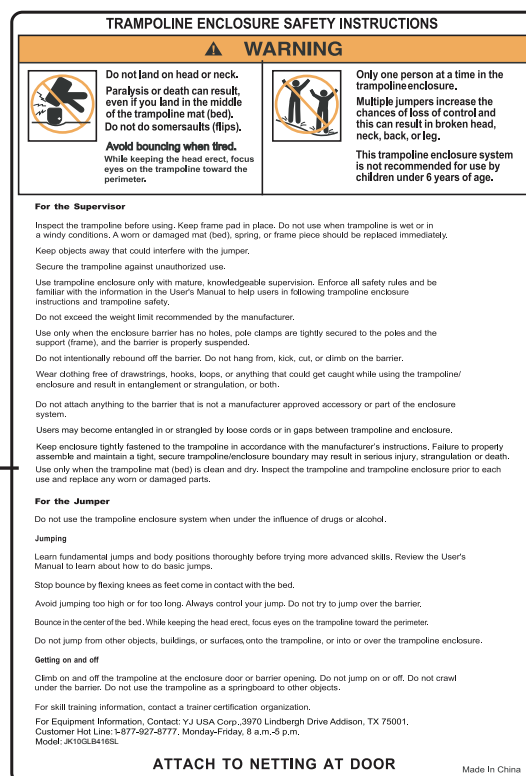 TRAMPOLINE ENCLOSURE SAFETY INSTRUCTIONS
WARNING
Do not land on head or neck.
Paralysis or death can result,
even if you land in the middle
of the trampoline mat (bed).
Do not do somersaults (flips).
Avoid bouncing when tired.
While keeping the head erect, focus
eyes on the trampoline toward the
perimeter.
Only one person at a time in the
trampoline enclosure.
Multiple jumpers increase the
chances of loss of control and
this can result in broken head,
neck, back, or leg.
This trampoline enclosure system
is not recommended for use by
children under 6 years of age.
For the Supervisor
Inspect the trampoline before using. Keep frame pad in place. Do not use when trampoline is wet or in
a windy conditions. A worn or damaged mat (bed), spring, or frame piece should be replaced immediately.
Keep objects away that could interfere with the jumper.
Secure the trampoline against unauthorized use.
Use trampoline enclosure only with mature, knowledgeable supervision. Enforce all safety rules and be
familiar with the information in the User's Manual to help users in following trampoline enclosure
instructions and trampoline safety.
Do not exceed the weight limit recommended by the manufacturer.
Use only when the enclosure barrier has no holes, pole clamps are tightly secured to the poles and the
support (frame), and the barrier is properly suspended.
Do not intentionally rebound off the barrier. Do not hang from, kick, cut, or climb on the barrier.
Wear clothing free of drawstrings, hooks, loops, or anything that could get caught while using the trampoline/
enclosure and result in entanglement or strangulation, or both.
Do not attach anything to the barrier that is not a manufacturer approved accessory or part of the enclosure
system.
Users may become entangled in or strangled by loose cords or in gaps between trampoline and enclosure.
Keep enclosure tightly fastened to the trampoline in accordance with the manufacturer's instructions. Failure to properly
assemble and maintain a tight, secure trampoline/enclosure boundary may result in serious injury, strangulation or death.
Use only when the trampoline mat (bed) is clean and dry. Inspect the trampoline and trampoline enclosure prior to each
use and replace any worn or damaged parts.
For the Jumper
Do not use the trampoline enclosure system when under the influence of drugs or alcohol.
Jumping
Learn fundamental jumps and body positions thoroughly before trying more advanced skills. Review the User's
Manual to learn about how to do basic jumps.
Stop bounce by flexing knees as feet come in contact with the bed.
Avoid jumping too high or for too long. Always control your jump. Do not try to jump over the barrier.
Bounce in the center of the bed. While keeping the head erect, focus eyes on the trampoline toward the perimeter.
Do not jump from other objects, buildings, or surfaces, onto the trampoline, or into or over the trampoline enclosure.
Getting on and off
Climb on and off the trampoline at the enclosure door or barrier opening. Do not jump on or off. Do not crawl
under the barrier. Do not use the trampoline as a springboard to other objects.
For skill training information, contact a trainer certification organization.
For Equipment Information, Contact: YJ USA Corp.,3970 Lindbergh Drive Addison, TX 75001.
Customer Hot Line: 1-877-927-8777. Monday-Friday, 8 a.m.-5 p.m.
Model: JK10GLB416SL
ATTACH TO NETTING AT DOOR
Made In China